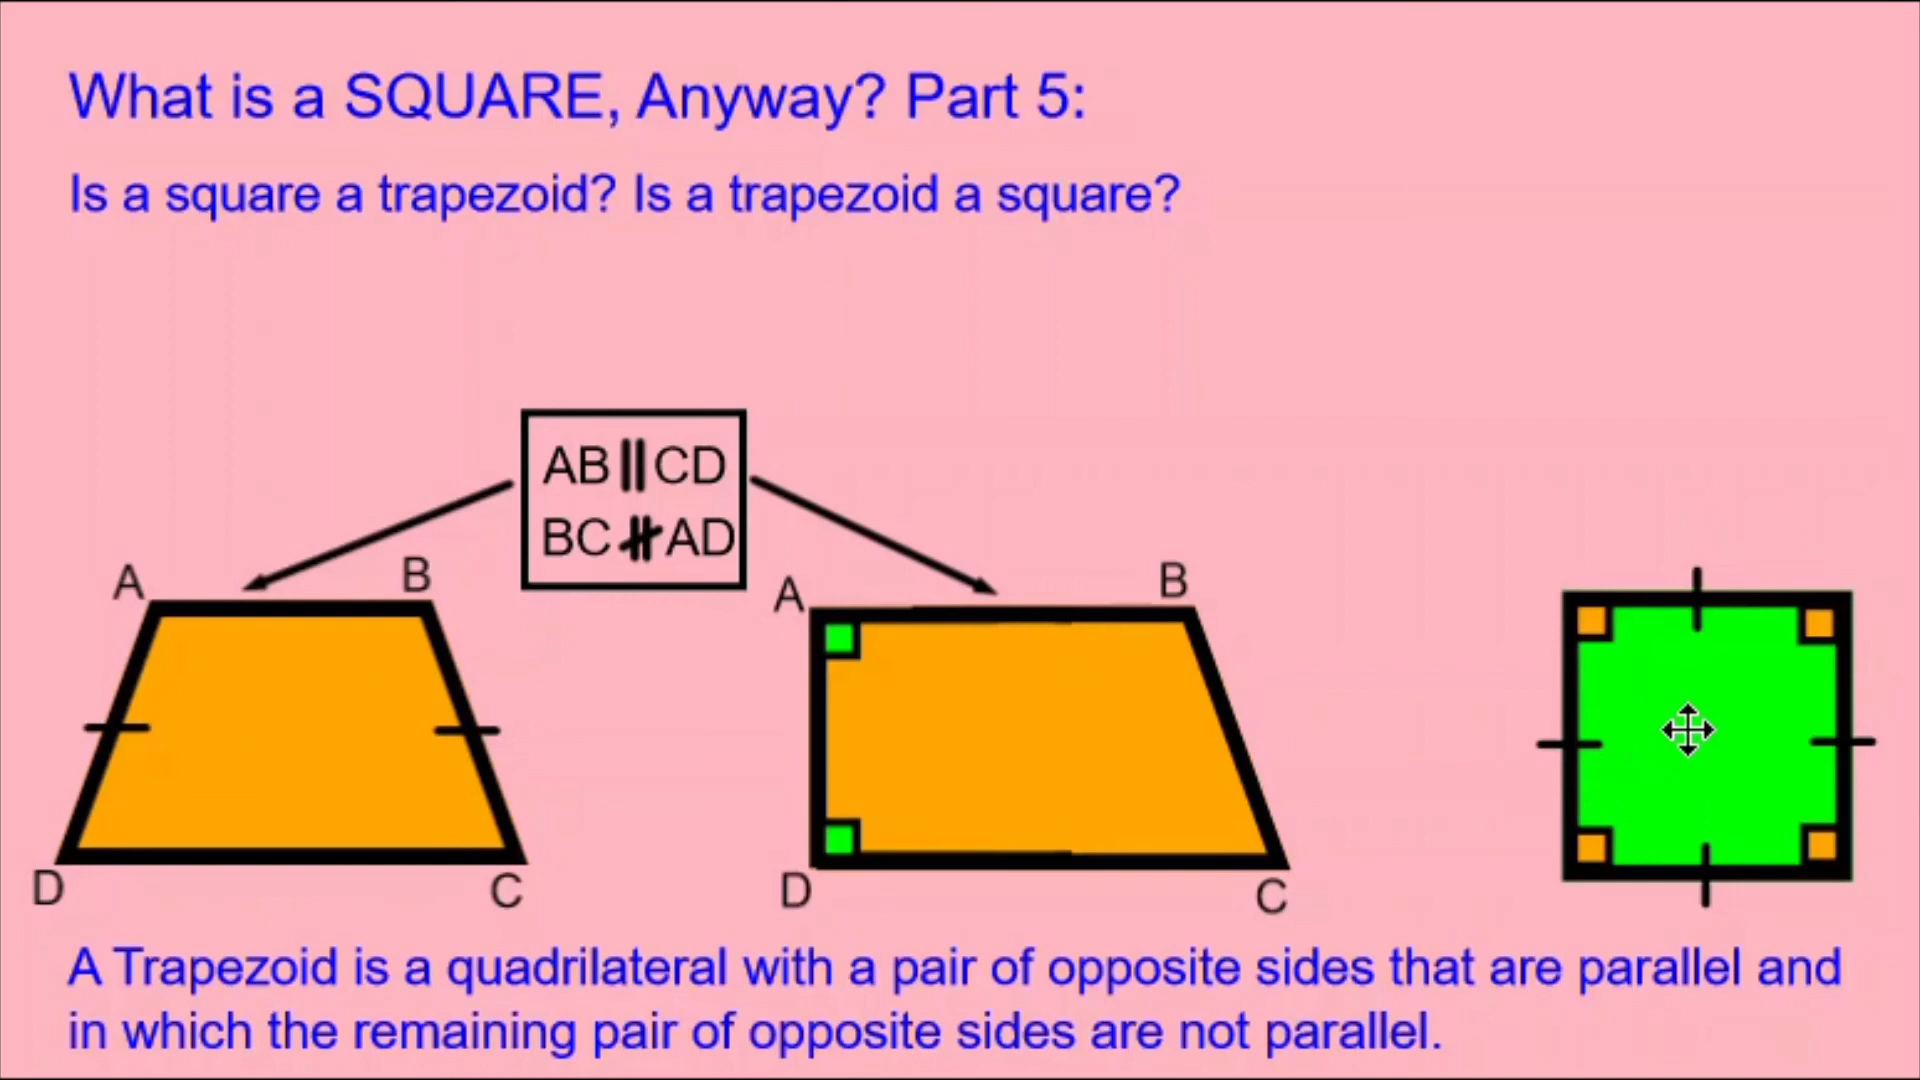 What is a SQUARE, Anyway? Part 5:
Is a square a trapezoid? Is a trapezoid a square?
AB∥CD
BC∦AD
A
B
A
B
D
C
D
C
A Trapezoid is a quadrilateral with a pair of opposite sides that are parallel and
in which the remaining pair of opposite sides are not parallel.